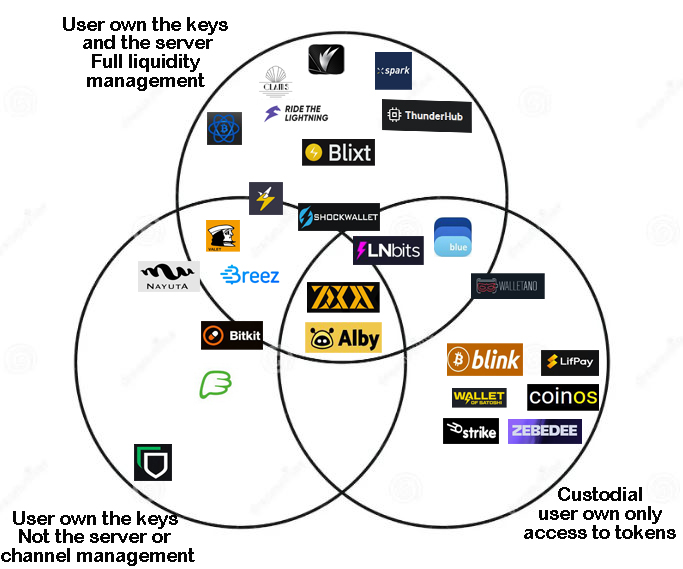 User own the keys
and the server
Full liquidity
management
CLAMS
spark
RIDE THE
LIGHTNING
ThunderHub
Blixt
SHOCKWALLET
VALET
LNbits
blue
NAYUTA
Breez
WALLETANO
Bitkit
Alby
blink
LIFPAY
WALLET
OF SATOSHI
coinos
strike
ZEBEDEE
User own the keys
Not the server or
channel management
Custodial
user own only
access to tokens